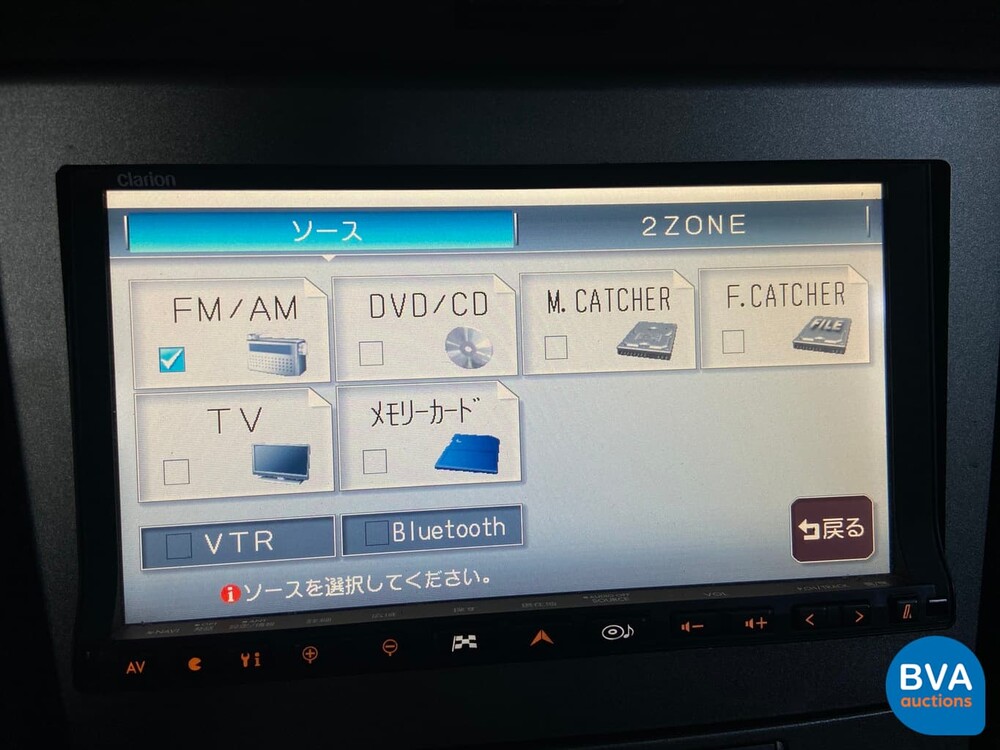 Clarion
ソース
2ZONE
FM/AM
DVD/CD
M.CATCHER
F.CATCHER
FILE
TV
メモリーカード
VTR
Bluetooth
戻る
ソースを選択してください。
SOURCE
VOL
AV
BVA
auctions